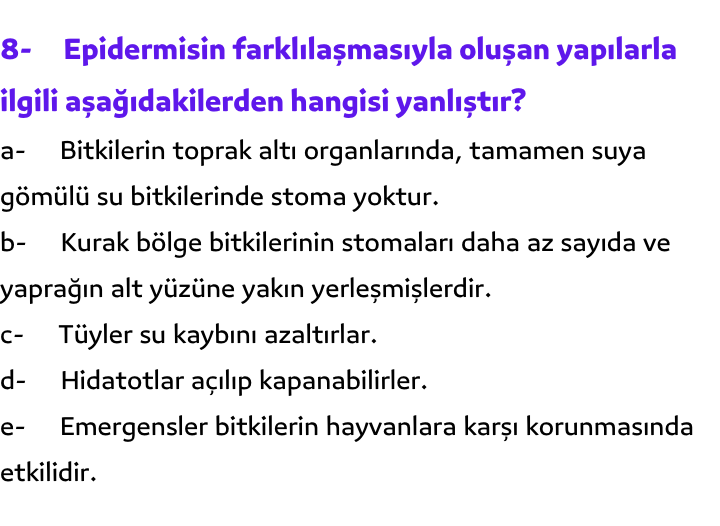 8- Epidermisin farklılaşmasıyla oluşan yapılarla
ilgili aşağıdakilerden hangisi yanlıştır?
a- Bitkilerin toprak altı organlarında, tamamen suya
gömülü su bitkilerinde stoma yoktur.
b- Kurak bölge bitkilerinin stomaları daha az sayıda ve
yaprağın alt yüzüne yakın yerleşmişlerdir.
c- Tüyler su kaybını azaltırlar.
d- Hidatotlar açılıp kapanabilirler.
e- Emergensler bitkilerin hayvanlara karşı korunmasında
etkilidir.